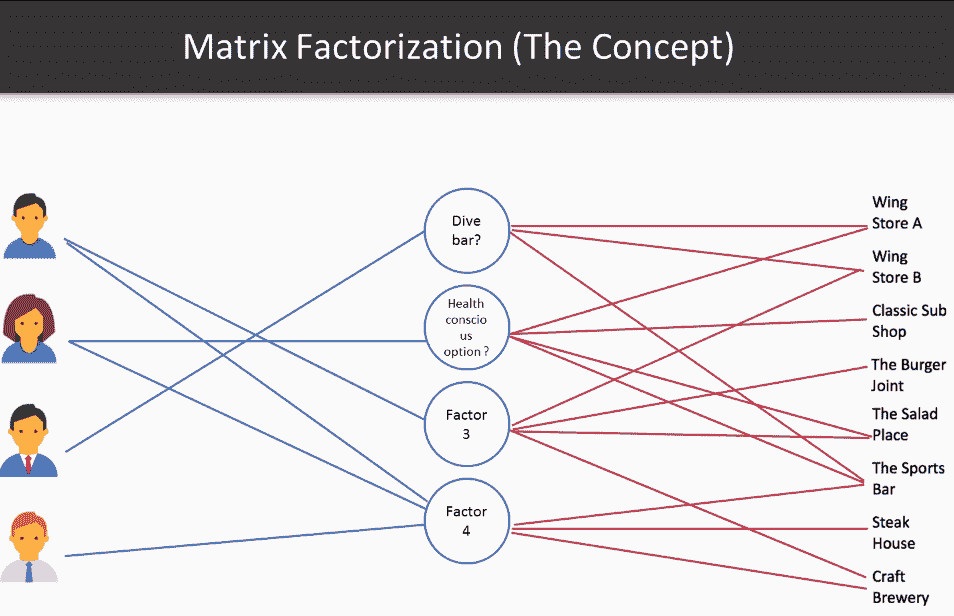 Matrix Factorization (The Concept)
Dive
bar?
Health
conscio
us
option ?
Factor
3
Factor
4
Wing
Store A
Wing
Store B
Classic Sub
Shop
The Burger
Joint
The Salad
Place
The Sports
Bar
Steak
House
Craft
Brewery